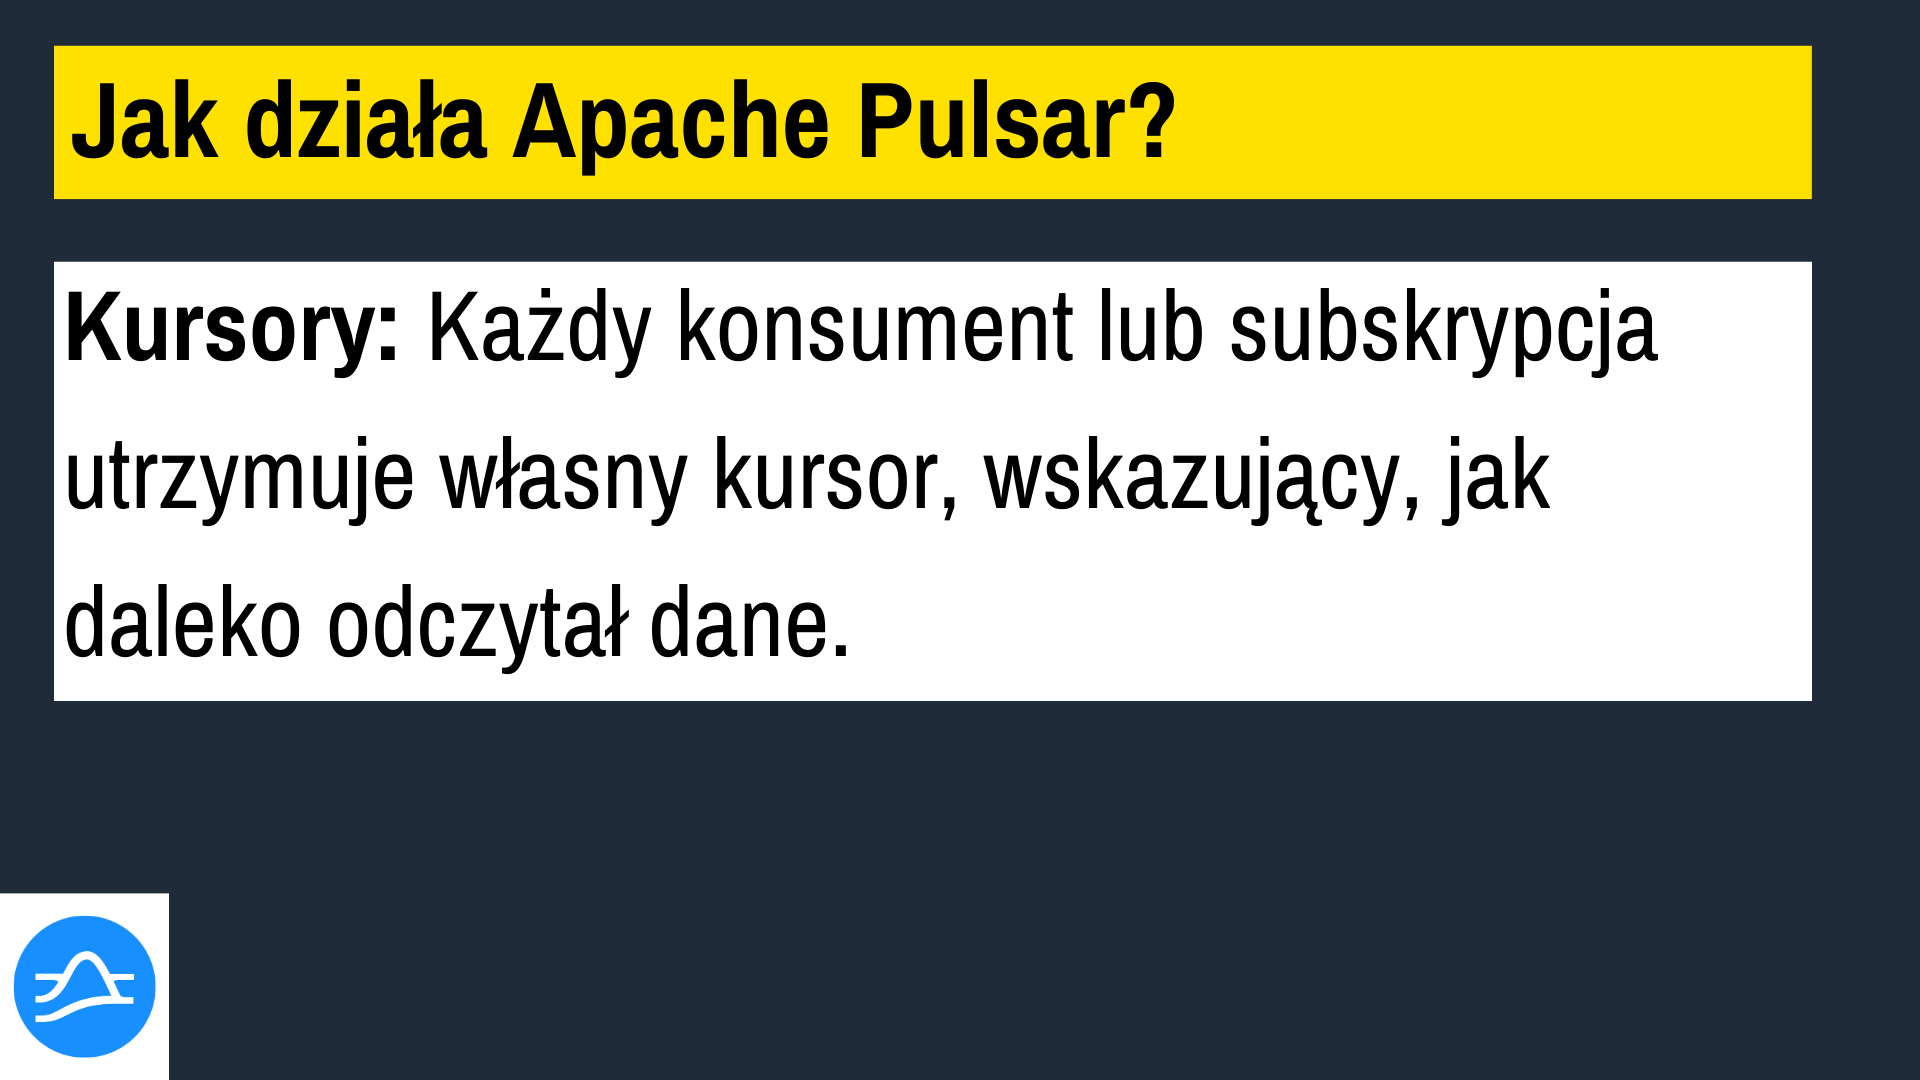 Jak działa Apache Pulsar?
Kursory: Każdy konsument lub subskrypcja
utrzymuje własny kursor, wskazujący, jak
daleko odczytał dane.